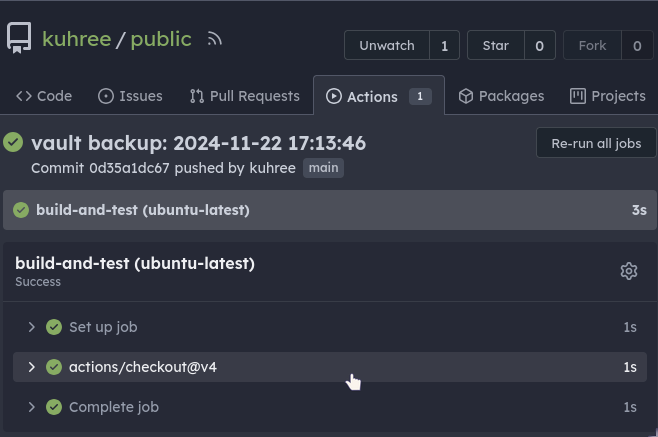 kuhree / public
Unwatch 1 Star 0 Fork 0
Code Issues Pull Requests Actions 1 Packages Projects
vault backup: 2024-11-22 17:13:46 Re-run all jobs
Commit 0d35a1dc67 pushed by kuhree main
build-and-test (ubuntu-latest) 3s
build-and-test (ubuntu-latest)
Success
Set up job 1s
actions/checkout@v4 1s
Complete job 1s